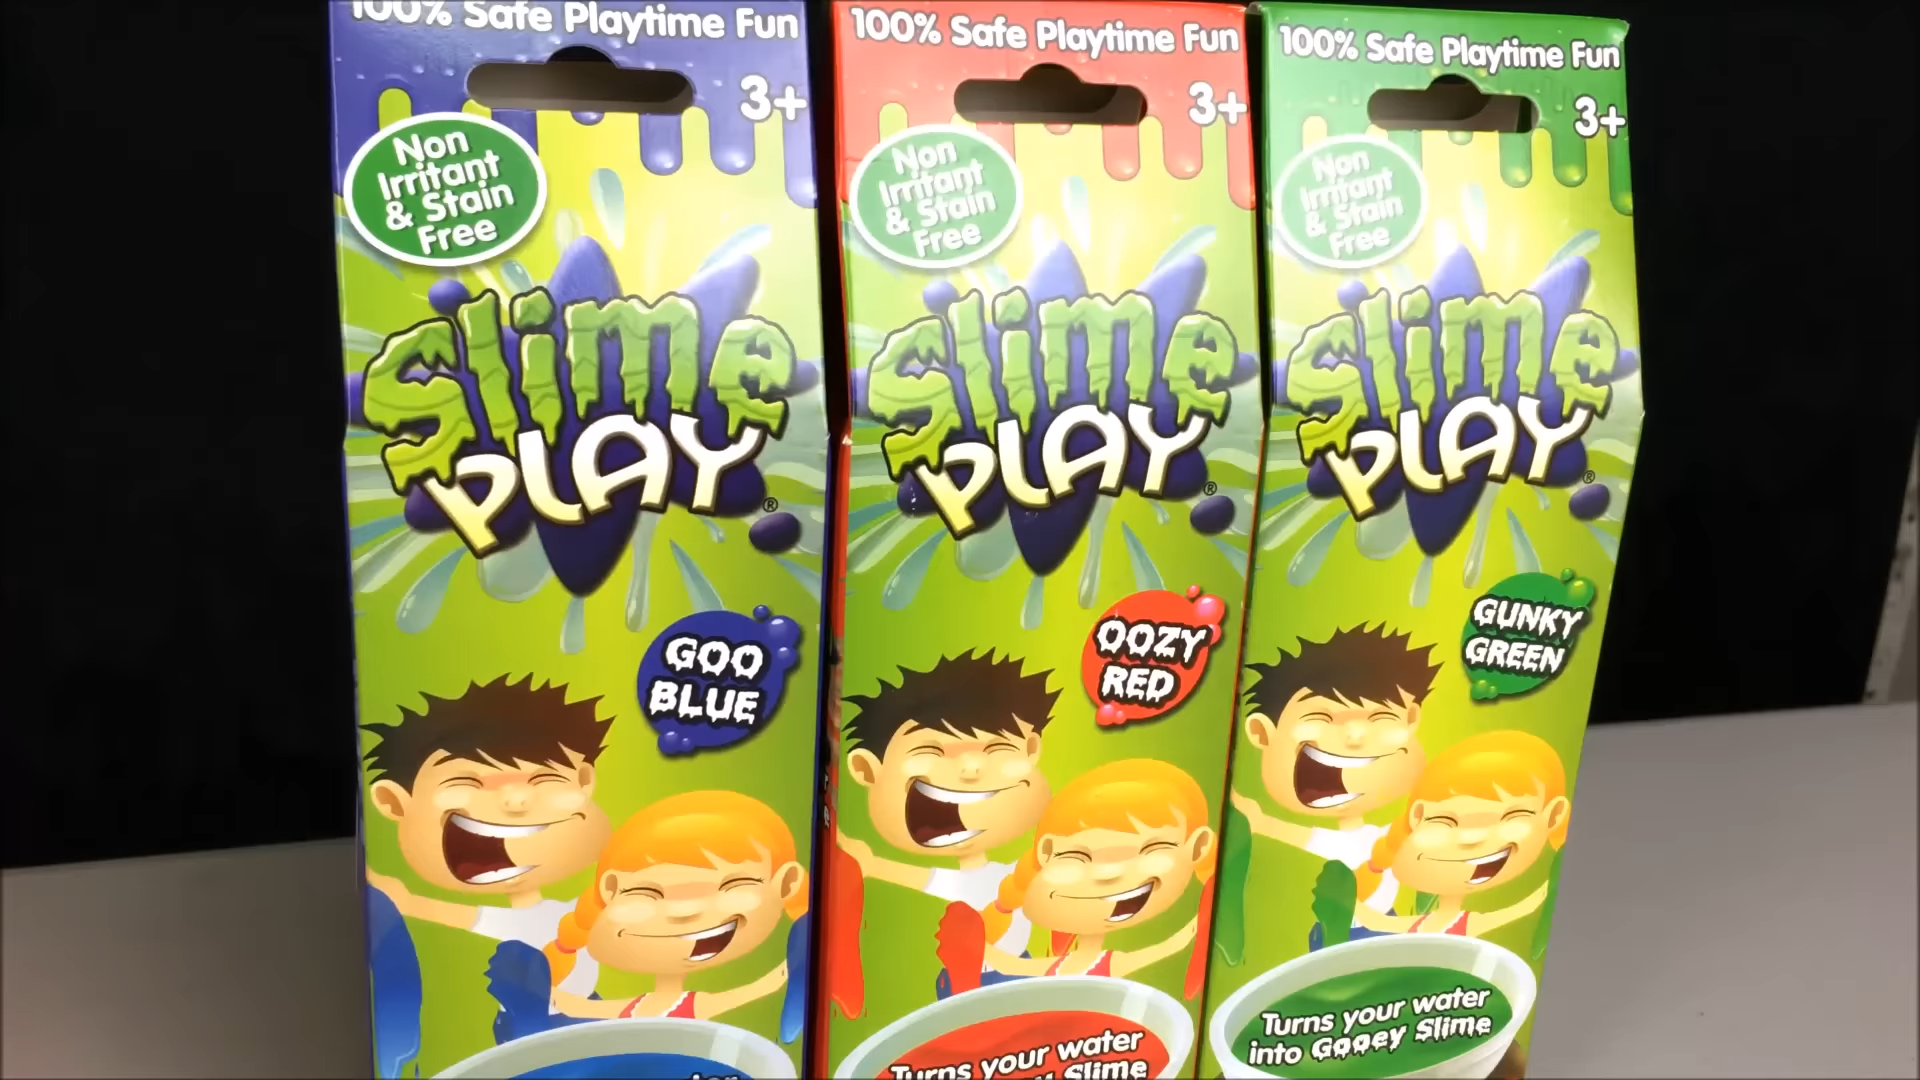 100% Safe Playtime Fun
3+
Non
Irritant
& Stain
Free
Slime
PLAY®
GOO
BLUE
100% Safe Playtime Fun
3+
Non
Irritant
& Stain
Free
Slime
PLAY®
OOZY
RED
Turns your water
Slime
100% Safe Playtime Fun
3+
Non
Irritant
& Stain
Free
Slime
PLAY®
GUNKY
GREEN
Turns your water
into Gooey Slime